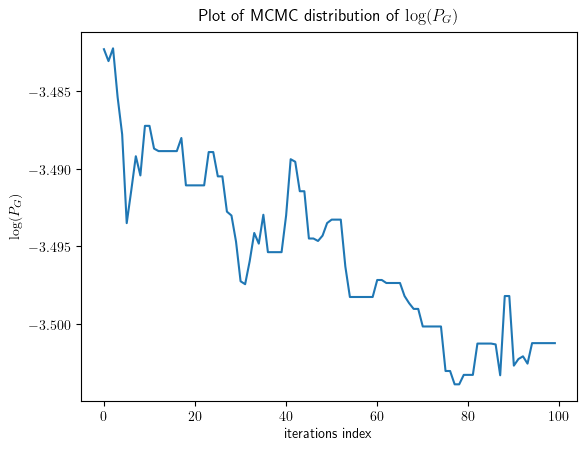 Plot of MCMC distribution of log(P_G)
log(P_G)
−3.485
−3.490
−3.495
−3.500
0 20 40 60 80 100
iterations index